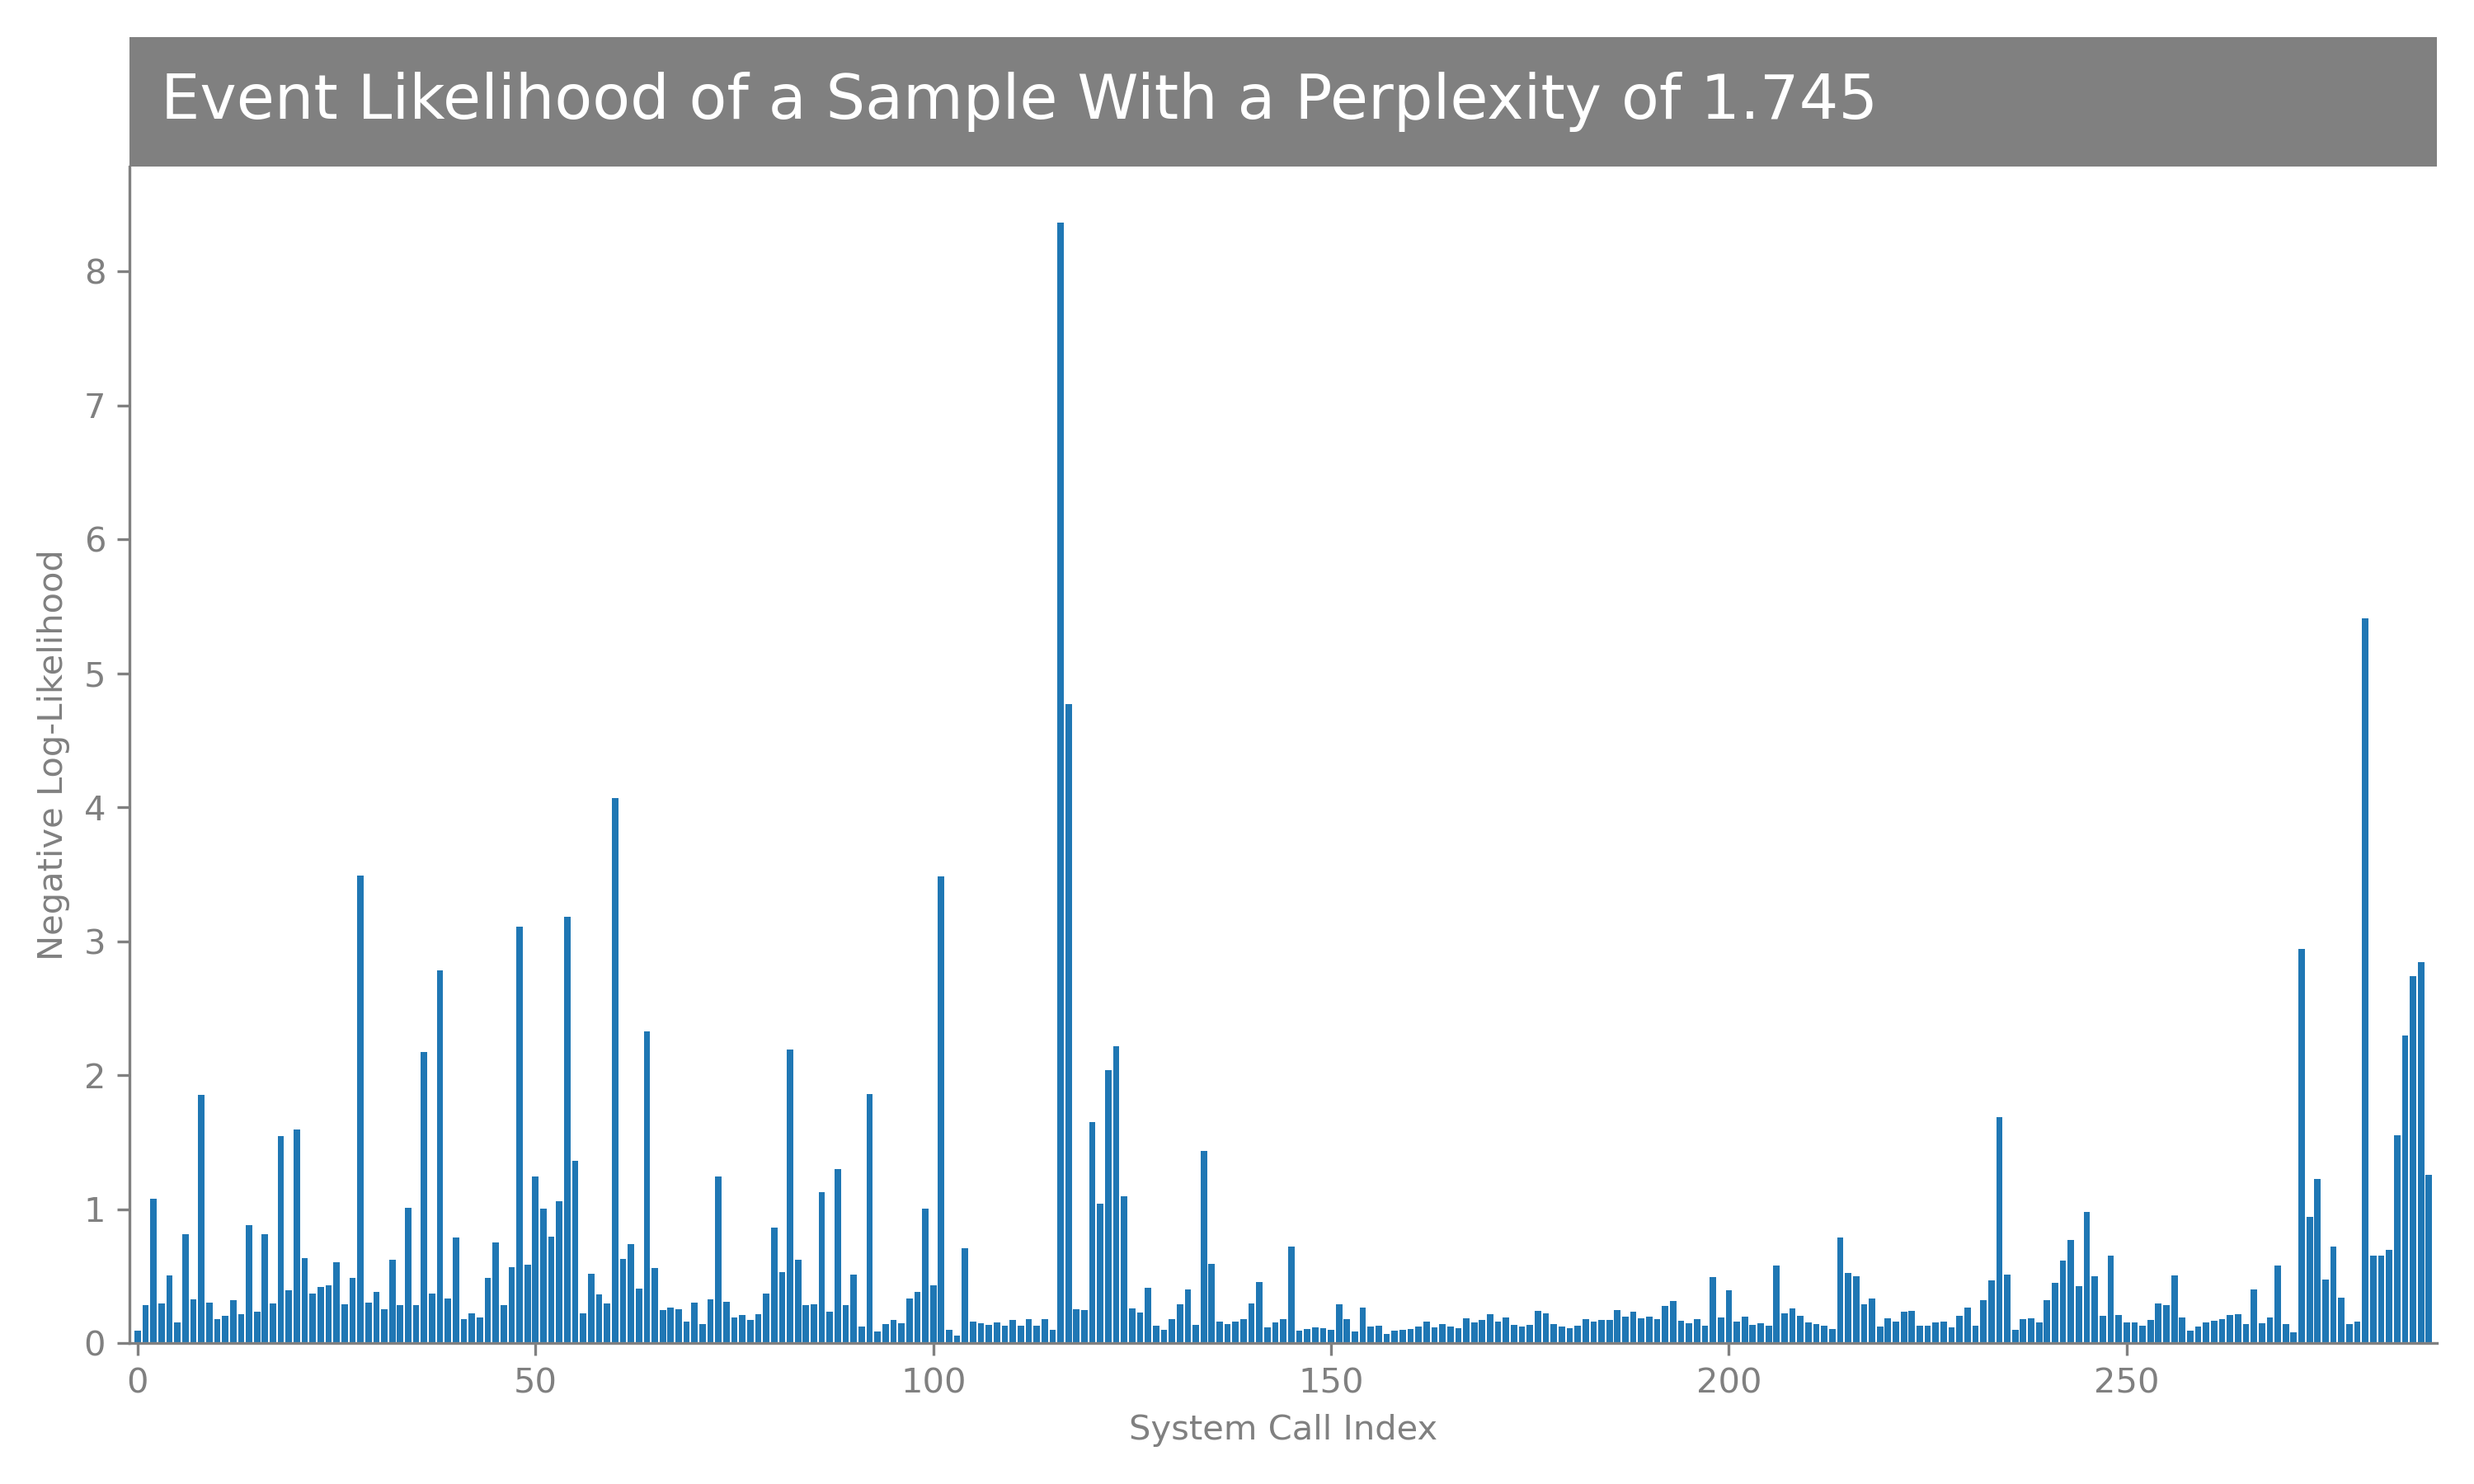 Event Likelihood of a Sample With a Perplexity of 1.745
Negative Log-Likelihood
8
7
6
5
4
3
2
1
0
0 50 100 150 200 250
System Call Index